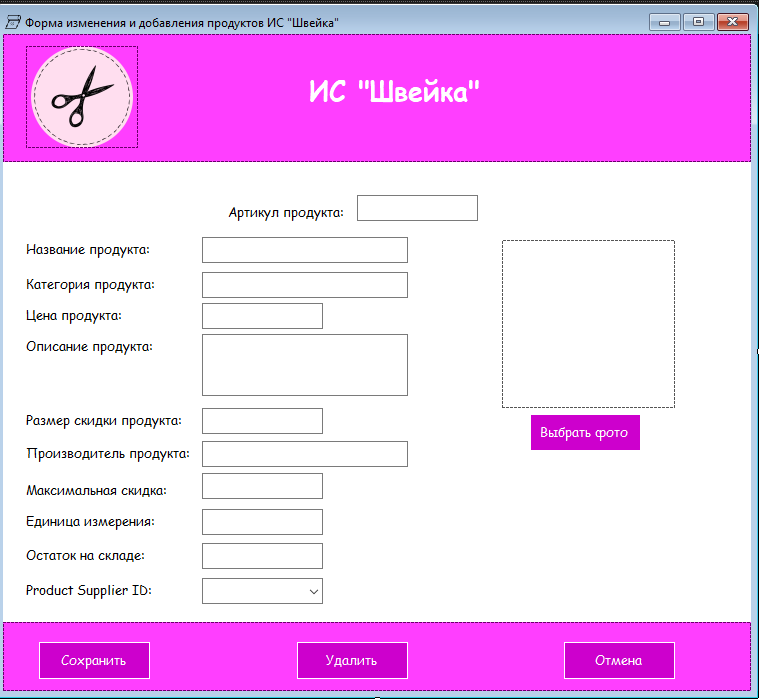 Форма изменения и добавления продуктов ИС "Швейка"
ИС "Швейка"
Артикул продукта:
Название продукта:
Категория продукта:
Цена продукта:
Описание продукта:
Размер скидки продукта:
Выбрать фото
Производитель продукта:
Максимальная скидка:
Единица измерения:
Остаток на складе:
Product Supplier ID:
Сохранить
Удалить
Отмена